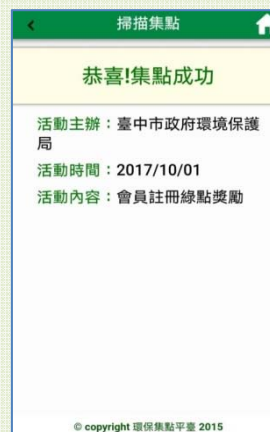 掃描集點
恭喜!集點成功
活動主辦：臺中市政府環境保護
局
活動時間：2017/10/01
活動內容：會員註冊綠點獎勵
© copyright 環保集點平臺 2015